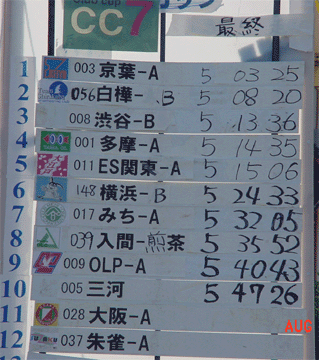 CC7
最終
1 003 京葉-A 5 03 25
2 056 白樺-B 5 08 20
3 008 渋谷-B 5 13 36
4 001 多摩-A 5 14 35
5 011 ES関東-A 5 15 06
6 148 横浜-B 5 24 33
7 017 みち-A 5 32 05
8 039 入間-煎茶 5 35 52
9 009 OLP-A 5 40 43
10 005 三河 5 47 26
11 028 大阪-A
12 037 朱雀-A
AUG